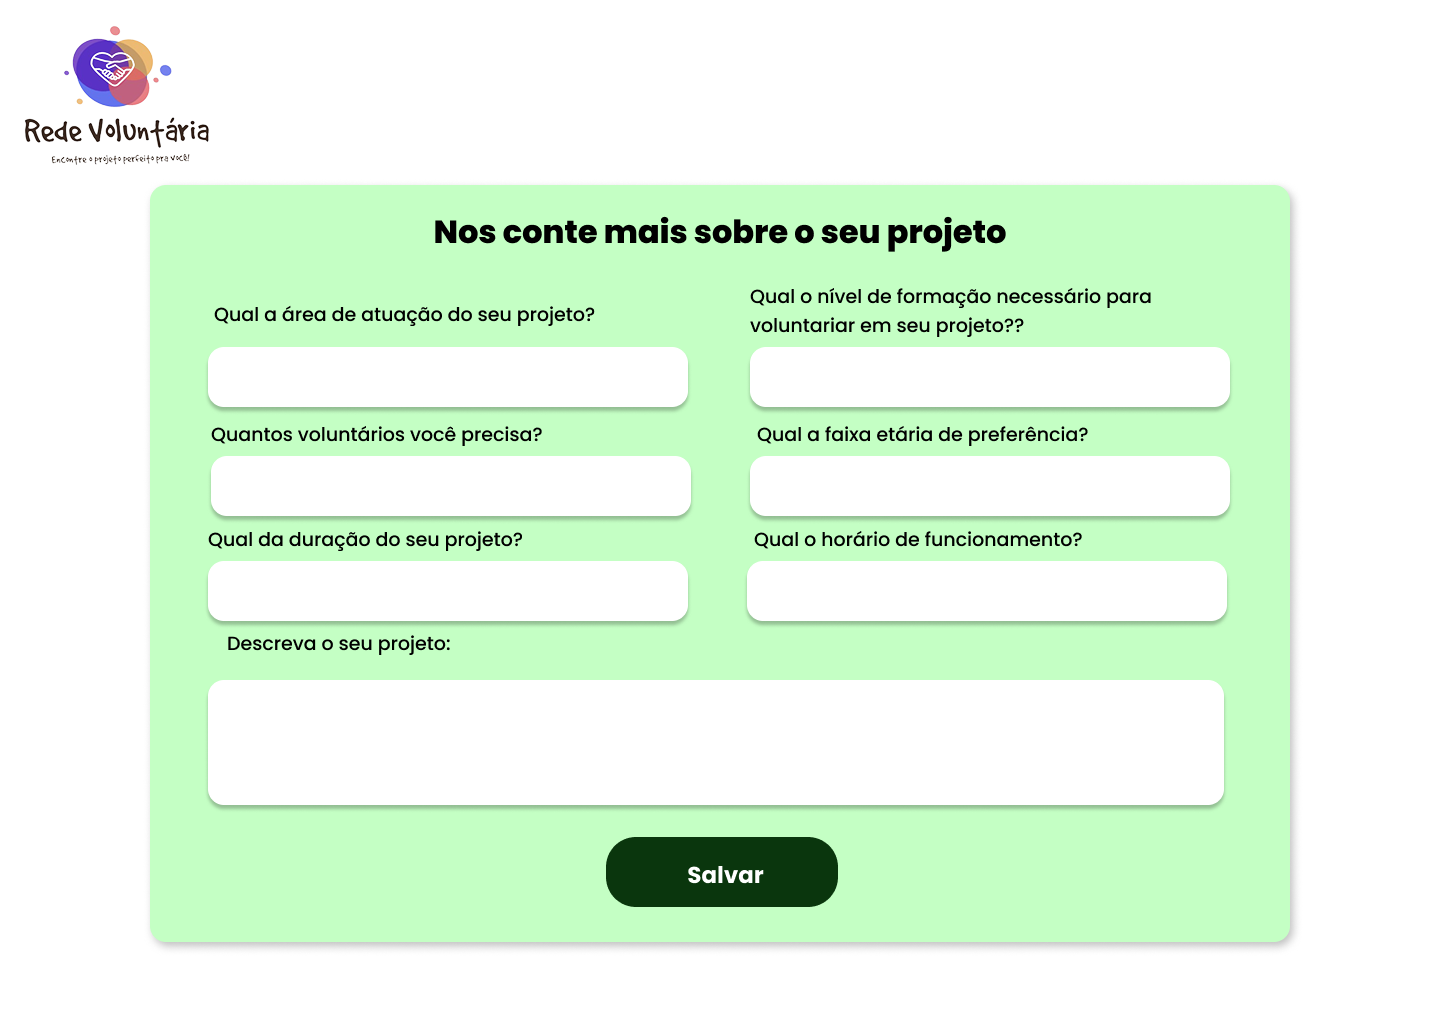 Rede Voluntária
Encontre o projeto perfeito pra você!
Nos conte mais sobre o seu projeto
Qual a área de atuação do seu projeto?
Qual o nível de formação necessário para
voluntariar em seu projeto??
Quantos voluntários você precisa?
Qual a faixa etária de preferência?
Qual da duração do seu projeto?
Qual o horário de funcionamento?
Descreva o seu projeto:
Salvar